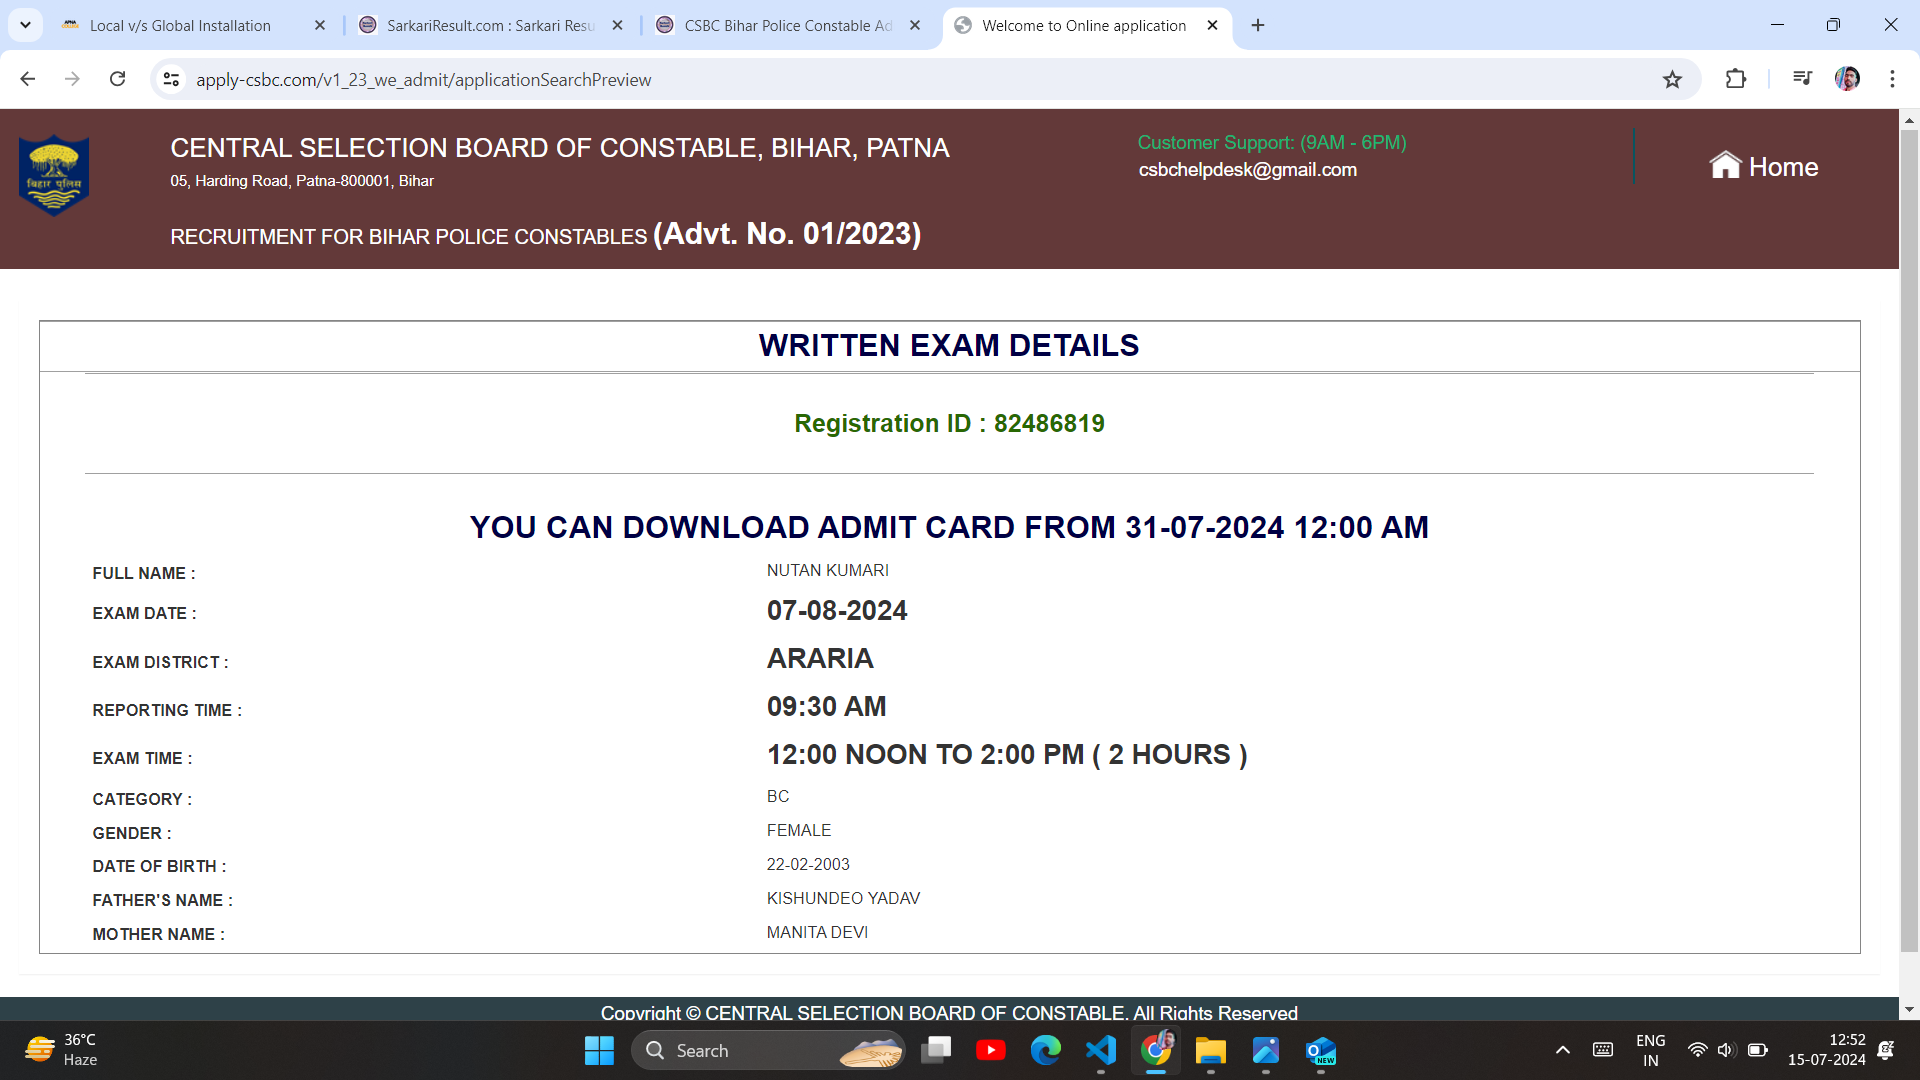 Local v/s Global Installation
SarkariResult.com : Sarkari Resu
CSBC Bihar Police Constable Ad
Welcome to Online application
apply-csbc.com/v1_23_we_admit/applicationSearchPreview
बिहार पुलिस
CENTRAL SELECTION BOARD OF CONSTABLE, BIHAR, PATNA
05, Harding Road, Patna-800001, Bihar
RECRUITMENT FOR BIHAR POLICE CONSTABLES (Advt. No. 01/2023)
Customer Support: (9AM - 6PM)
csbchelpdesk@gmail.com
Home
WRITTEN EXAM DETAILS
Registration ID : 82486819
YOU CAN DOWNLOAD ADMIT CARD FROM 31-07-2024 12:00 AM
FULL NAME : NUTAN KUMARI
EXAM DATE : 07-08-2024
EXAM DISTRICT : ARARIA
REPORTING TIME : 09:30 AM
EXAM TIME : 12:00 NOON TO 2:00 PM ( 2 HOURS )
CATEGORY : BC
GENDER : FEMALE
DATE OF BIRTH : 22-02-2003
FATHER'S NAME : KISHUNDEO YADAV
MOTHER NAME : MANITA DEVI
Copyright © CENTRAL SELECTION BOARD OF CONSTABLE. All Rights Reserved
36°C
Haze
Search
NEW
ENG
IN
12:52
15-07-2024